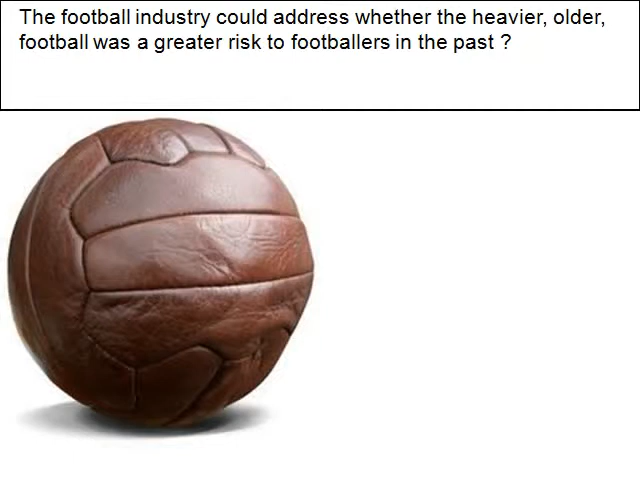 The football industry could address whether the heavier, older,
football was a greater risk to footballers in the past ?